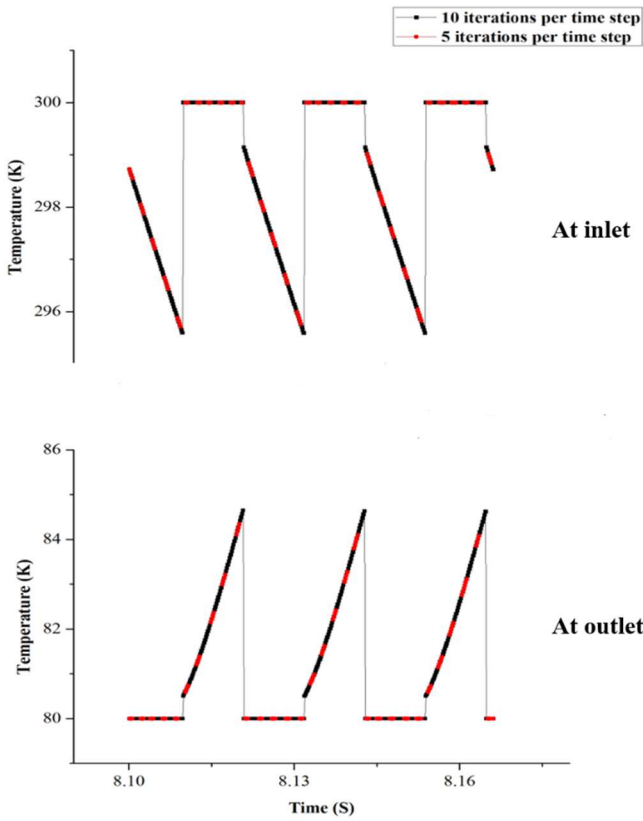 10 iterations per time step
5 iterations per time step
300
298
296
Temperature (K)
At inlet
86
84
82
80
Temperature (K)
At outlet
8.10
8.13
8.16
Time (S)